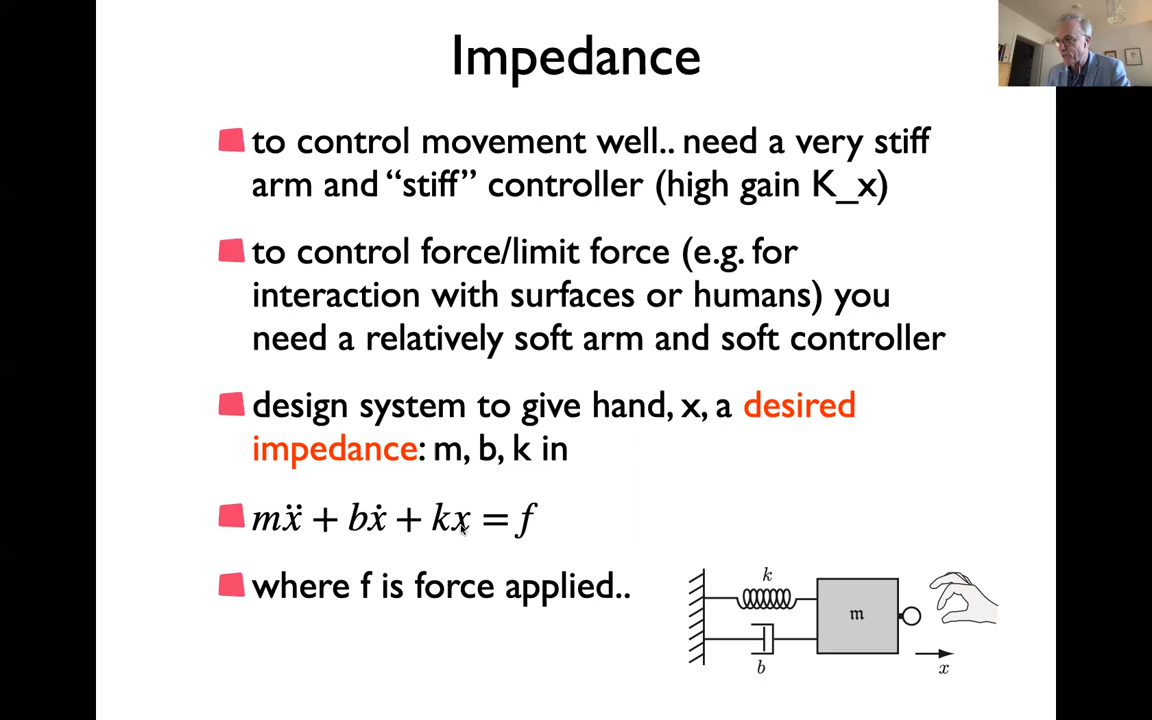 Impedance
to control movement well.. need a very stiff
arm and “stiff” controller (high gain K_x)
to control force/limit force (e.g. for
interaction with surfaces or humans) you
need a relatively soft arm and soft controller
design system to give hand, x, a desired
impedance: m, b, k in
mẍ + bẋ + kx = f
where f is force applied..
k
m
b
x